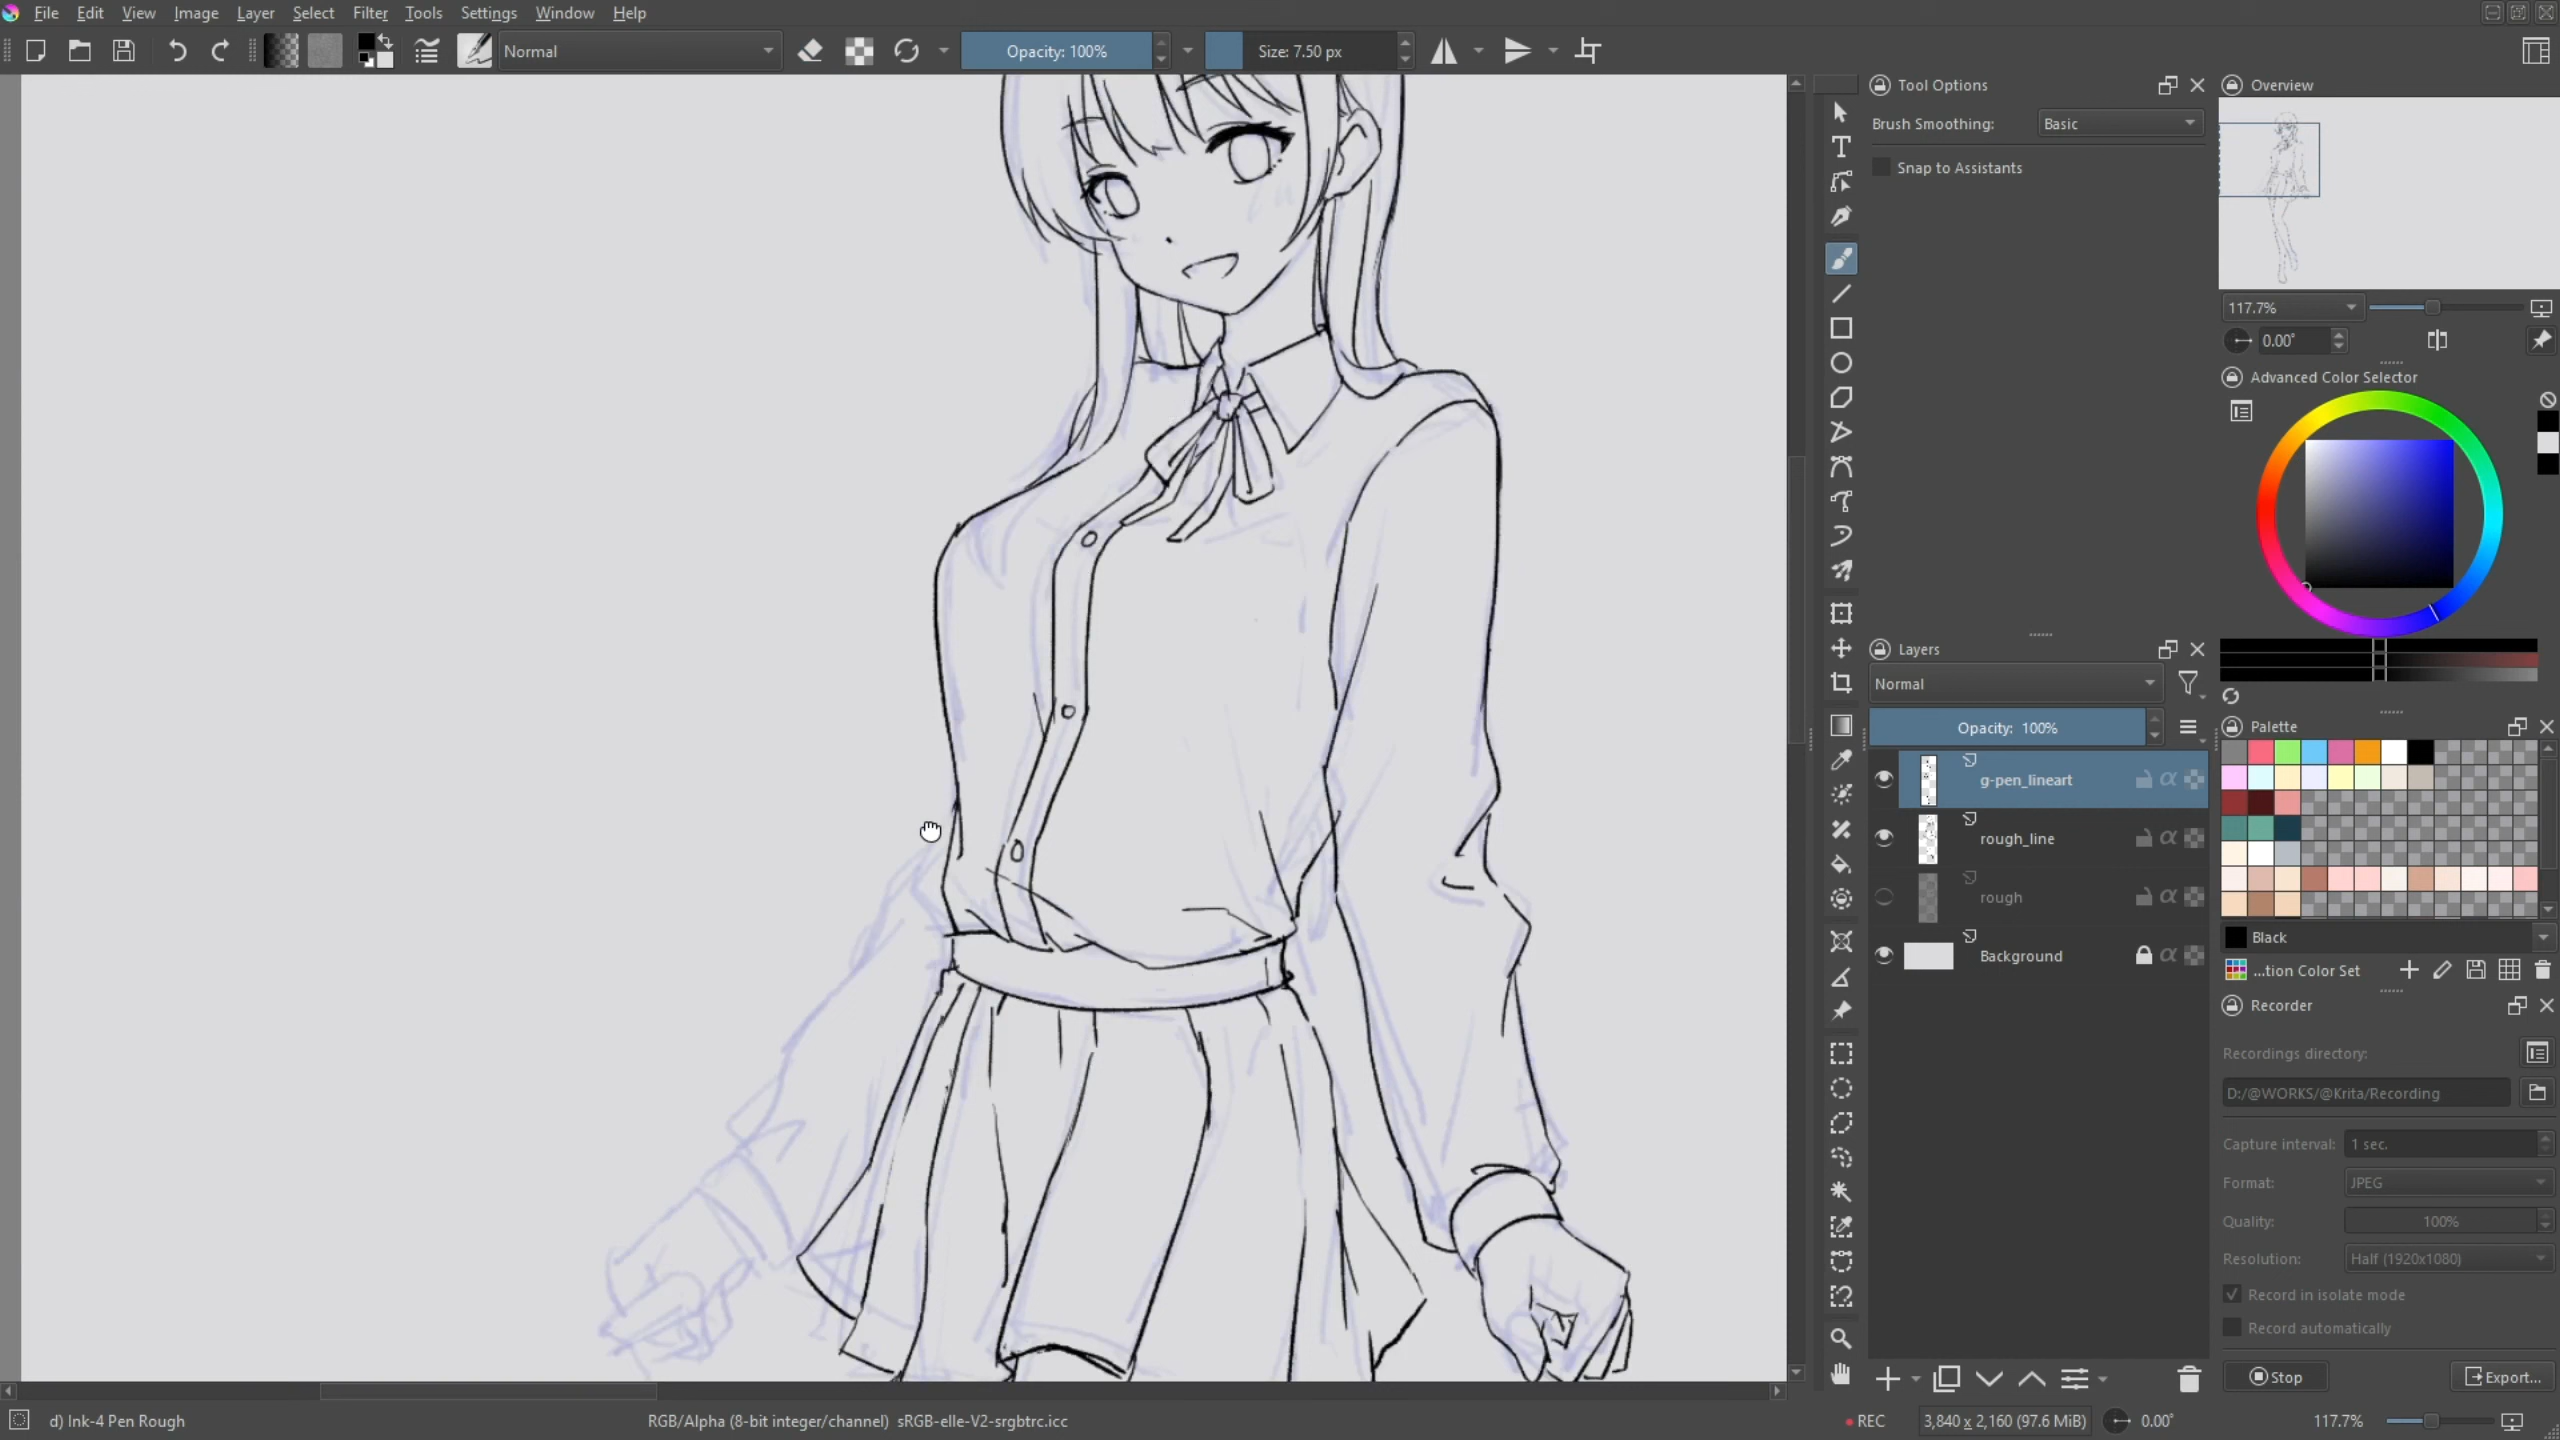 File Edit View Image Layer Select Filter Tools Settings Window Help
Normal
Opacity: 100%
Size: 7.50 px
Tool Options
Brush Smoothing: Basic
Snap to Assistants
Overview
117.7%
0.00°
Advanced Color Selector
Layers
Normal
Opacity: 100%
g-pen_lineart
rough_line
rough
Background
Palette
Black
...tion Color Set
Recorder
Recordings directory:
D:/@WORKS/@Krita/Recording
Capture interval: 1 sec.
Format: JPEG
Quality: 100%
Resolution: Half (1920x1080)
Record in isolate mode
Record automatically
Stop Export...
d) Ink-4 Pen Rough
RGB/Alpha (8-bit integer/channel) sRGB-elle-V2-srgbtrc.icc
REC
3,840 x 2,160 (97.6 MiB)
0.00°
117.7%